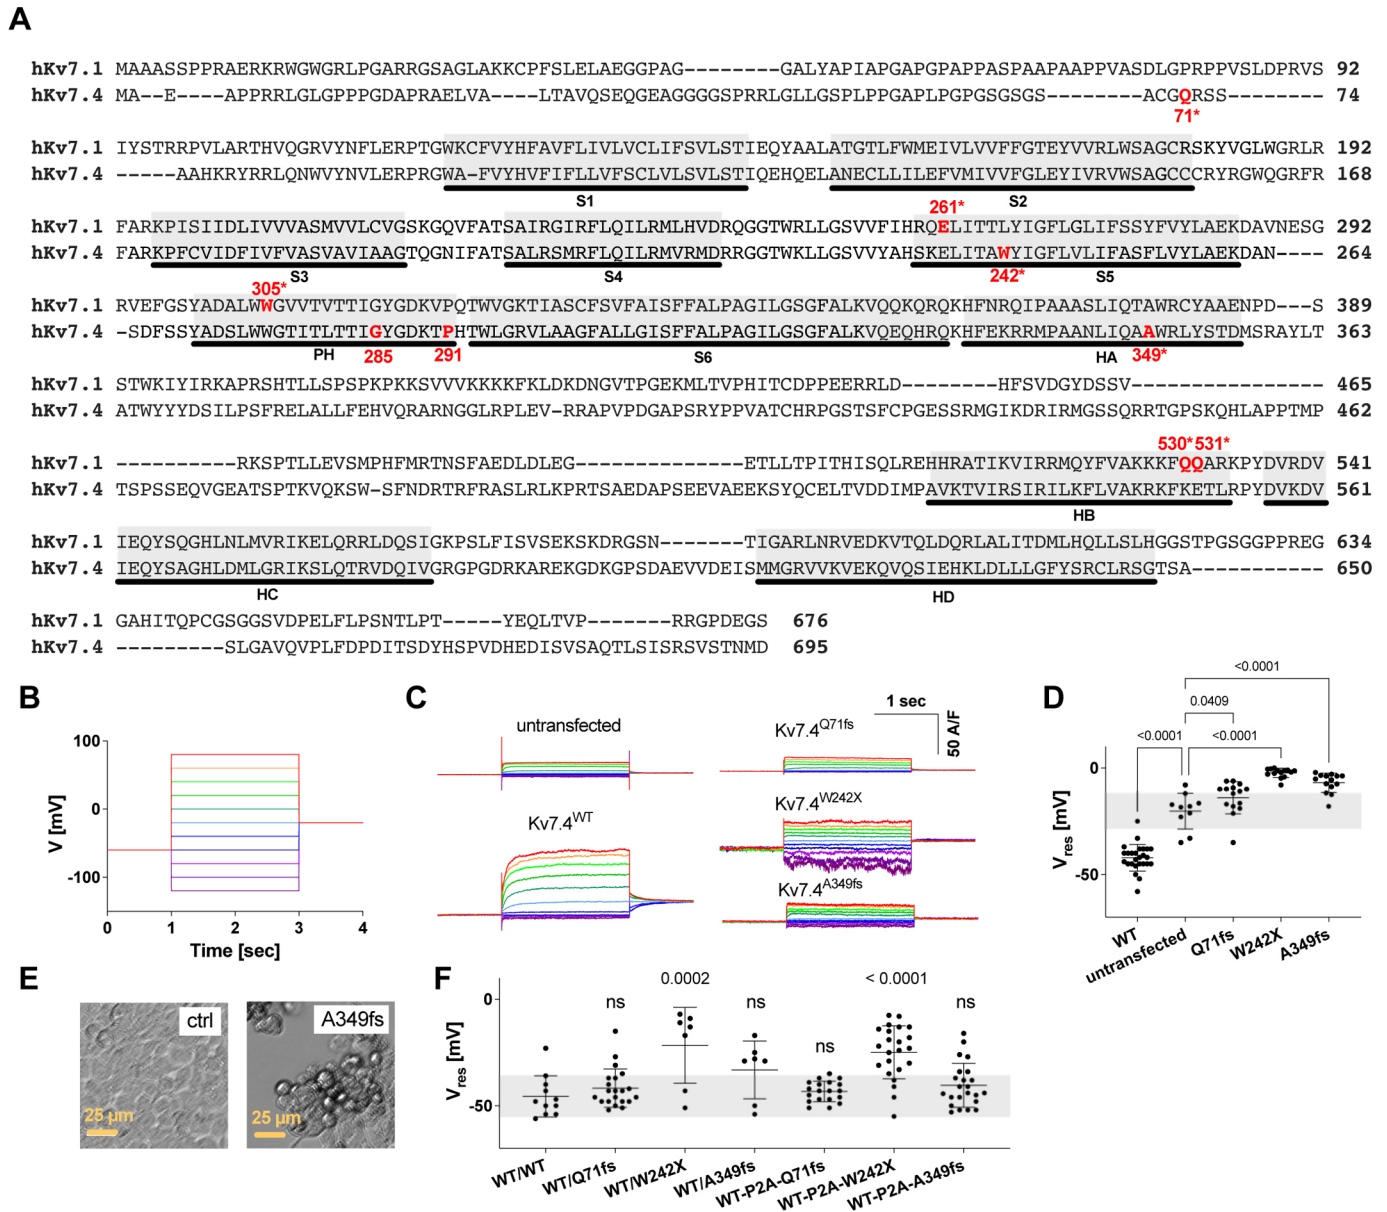 A
hKv7.1 MAAASSPPRAERKRWGWGRLPGARRGSAGLAKKCPFSLELAEGGPAG--------GALYAPIAPGAPGPAPPASPAAPAAPPVASDLGPRPPVSLDPRVS 92
hKv7.4 MA--E----APPRRLGLGPPPGDAPRAELVA----LTAVQSEQGEAGGGGSPRRLGLLGSPLPPGAPLPGPGSGSGS--------ACGQRSS-------- 74
71*
hKv7.1 IYSTRRPVLARTHVQGRVYNFLERPTGWKCFVYHFAVFLIVLVCLIFSVLSTIEQYAALATGTLFWMEIVLVVFFGTEYVVRLWSAGCRSKYVGLWGRLR 192
hKv7.4 -----AAHKRYRRLQNWVYNVLERPRGWA-FVYHVFIFLLVFSCLVLSVLSTIQEHQELANECLLILEFVMIVVFGLEYIVRVWSAGCCCRYRGWQGRFR 168
S1 S2
261*
hKv7.1 FARKPISIIDLIVVVASMVVLCVGSKGQVFATSAIRGIRFLQILRMLHVDRQGGTWRLLGSVVFIHRQELITTLYIGFLGLIFSSYFVYLAEKDAVNESG 292
hKv7.4 FARKPFCVIDFIVFVASVAVIAAGTQGNIFATSALRSMRFLQILRMVRMDRRGGTWKLLGSVVYAHSKELITAWYIGFLVLIFASFLVYLAEKDAN---- 264
S3 S4 242* S5
305*
hKv7.1 RVEFGSYADALWWGVVTVTTIGYGDKVPQTWVGKTIASCFSVFAISFFALPAGILGSGFALKVQQKQRQKHFNRQIPAAASLIQTAWRCYAAENPD---S 389
hKv7.4 -SDFSSYADSLWWGTITLTTIGYGDKTPHTWLGRVLAAGFALLGISFFALPAGILGSGFALKVQEQHRQKHFEKRRMPAANLIQAAWRLYSTDMSRAYLT 363
PH 285 291 S6 HA 349*
hKv7.1 STWKIYIRKAPRSHTLLSPSPKPKKSVVVKKKKFKLDKDNGVTPGEKMLTVPHITCDPPEERRLD--------HFSVDGYDSSV---------------- 465
hKv7.4 ATWYYYDSILPSFRELALLFEHVQRARNGGLRPLEV-RRAPVPDGAPSRYPPVATCHRPGSTSFCPGESSRMGIKDRIRMGSSQRRTGPSKQHLAPPTMP 462
530* 531*
hKv7.1 ----------RKSPTLLEVSMPHFMRTNSFAEDLDLEG--------------ETLLTPITHISQLREHHRATIKVIRRMQYFVAKKKFQQARKPYDVRDV 541
hKv7.4 TSPSSEQVGEATSPTKVQKSW-SFNDRTRFRASLRLKPRTSAEDAPSEEVAEEKSYQCELTVDDIMPAVKTVIRSIRILKFLVAKRKFKETLRPYDVKDV 561
HB
hKv7.1 IEQYSQGHLNLMVRIKELQRRLDQSIGKPSLFISVSEKSKDRGSN-------TIGARLNRVEDKVTQLDQRLALITDMLHQLLSLHGGSTPGSGGPPREG 634
hKv7.4 IEQYSAGHLDMLGRIKSLQTRVDQIVGRGPGDRKAREKGDKGPSDAEVVDEISMMGRVVKVEKQVQSIEHKLDLLLGFYSRCLRSGTSA----------- 650
HC HD
hKv7.1 GAHITQPCGSGGSVDPELFLPSNTLPT-----YEQLTVP-------RRGPDEGS 676
hKv7.4 ---------SLGAVQVPLFDPDITSDYHSPVDHEDISVSAQTLSISRSVSTNMD 695
B
100
0
-100
V [mV]
0 1 2 3 4
Time [sec]
C
1 sec
50 A/F
untransfected
Kv7.4WT
Kv7.4Q71fs
Kv7.4W242X
Kv7.4A349fs
D
<0.0001
0.0409
<0.0001 <0.0001
0
-50
Vres [mV]
WT untransfected Q71fs W242X A349fs
E
ctrl
25 µm
A349fs
25 µm
F
0.0002 < 0.0001
ns ns ns ns
0
-50
Vres [mV]
WT/WT WT/Q71fs WT/W242X WT/A349fs WT-P2A-Q71fs WT-P2A-W242X WT-P2A-A349fs